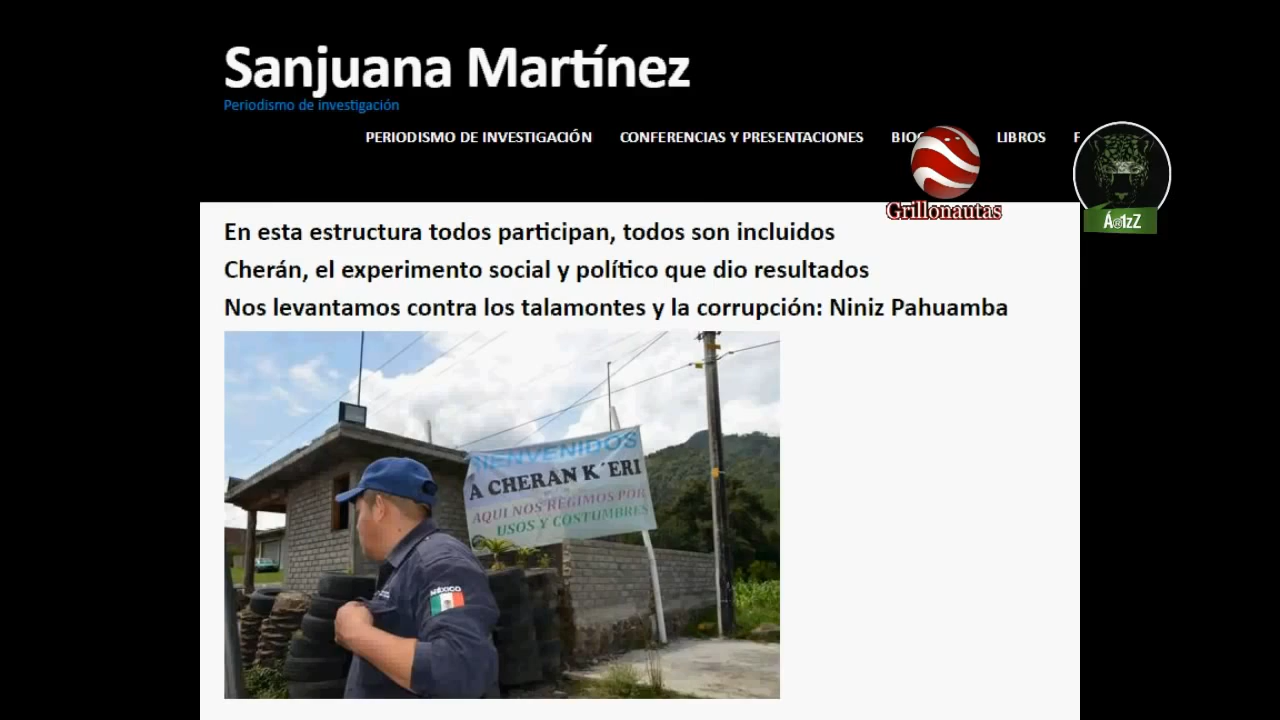 Sanjuana Martínez
Periodismo de investigación
PERIODISMO DE INVESTIGACIÓN CONFERENCIAS Y PRESENTACIONES LIBROS
Grillonautas
Á@1zZ
En esta estructura todos participan, todos son incluidos
Cherán, el experimento social y político que dio resultados
Nos levantamos contra los talamontes y la corrupción: Niniz Pahuamba
BIENVENIDOS
A CHERAN K´ERI
AQUI NOS REGIMOS POR
USOS Y COSTUMBRES
MÉXICO